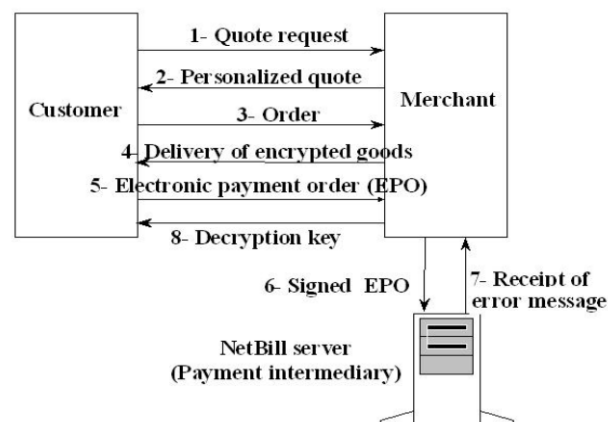 1- Quote request
2- Personalized quote
Customer
Merchant
3- Order
4- Delivery of encrypted goods
5- Electronic payment order (EPO)
8- Decryption key
6- Signed EPO
7- Receipt of
error message
NetBill server
(Payment intermediary)